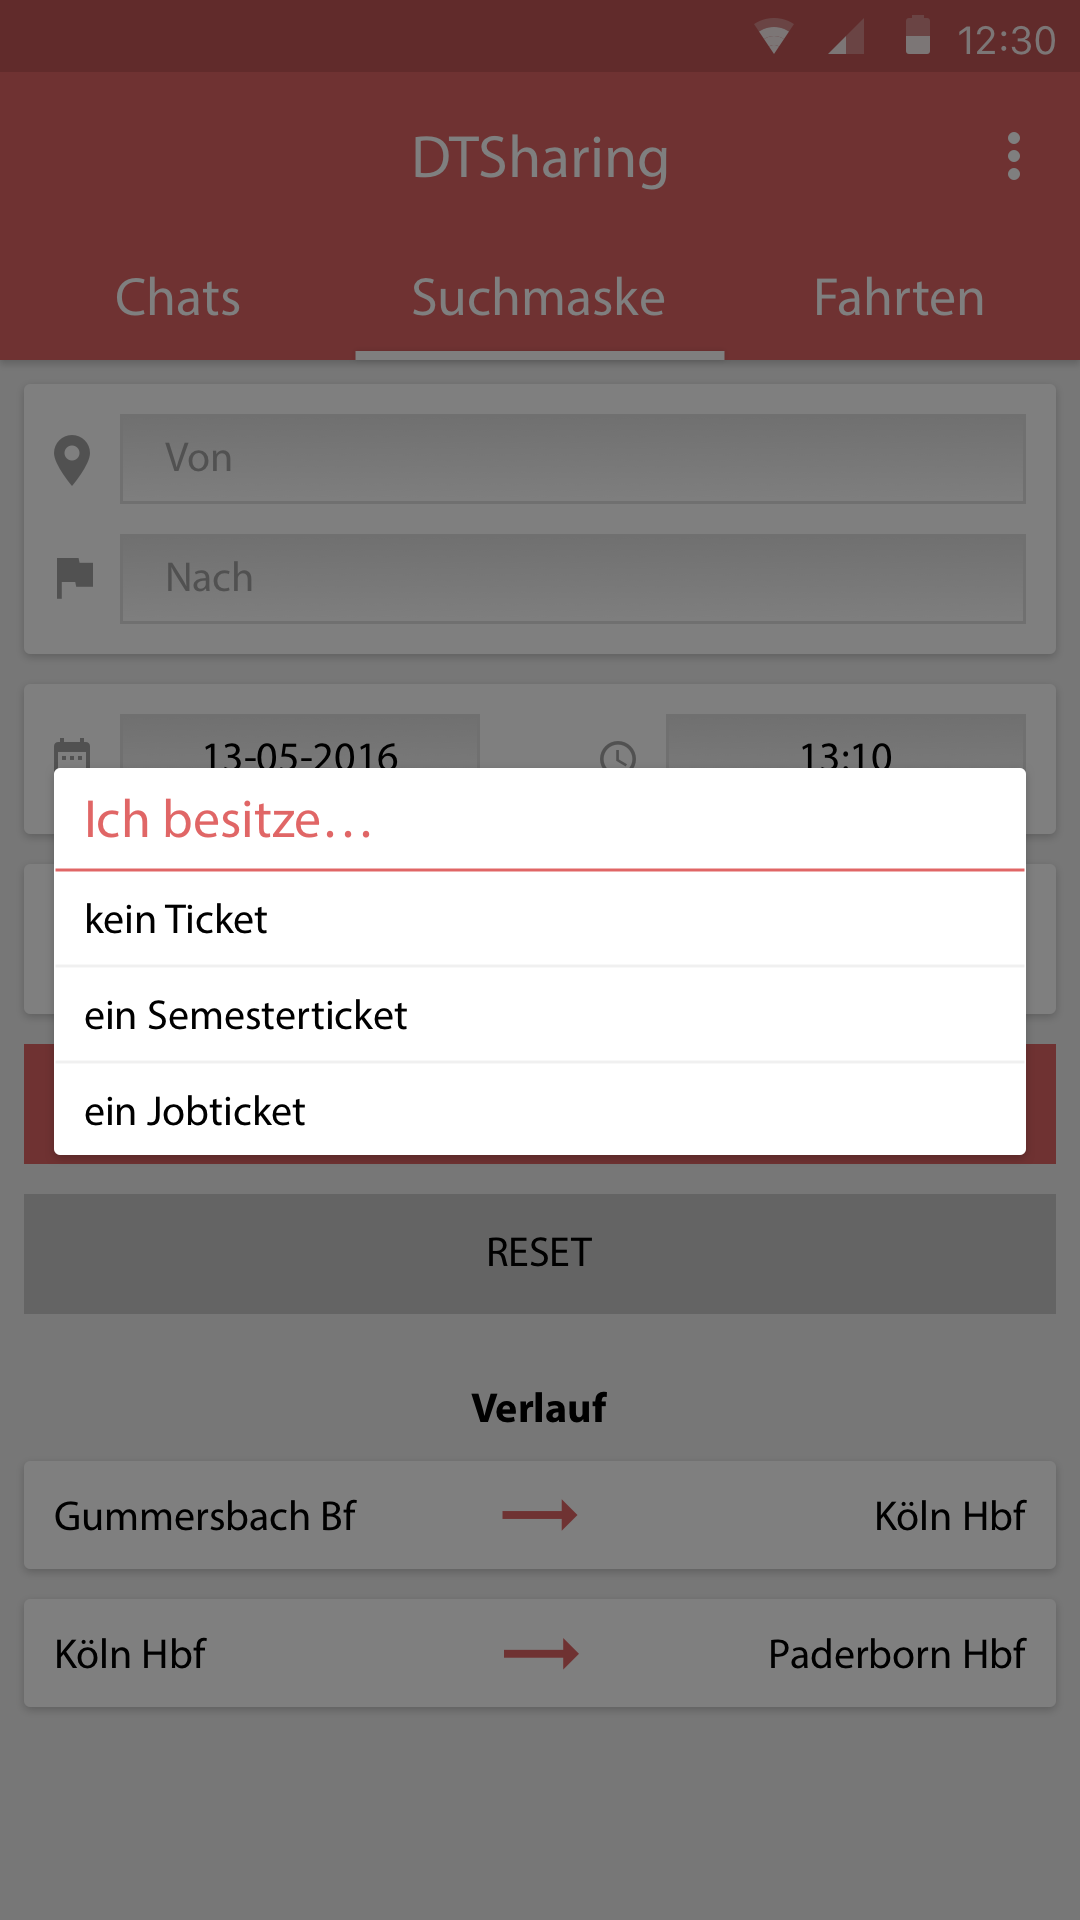 12:30
DTSharing
Chats Suchmaske Fahrten
Von
Nach
13-05-2016 13:10
Ich besitze...
kein Ticket
ein Semesterticket
ein Jobticket
RESET
Verlauf
Gummersbach Bf Köln Hbf
Köln Hbf Paderborn Hbf